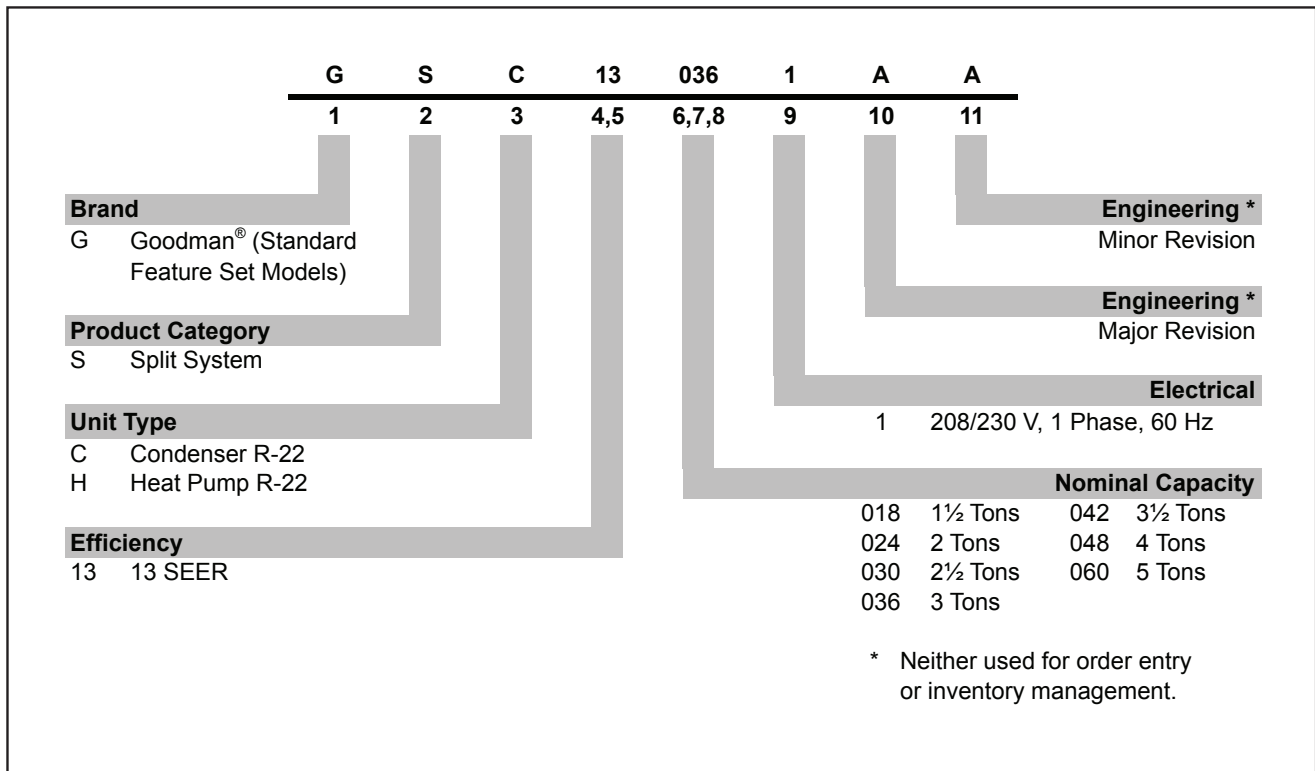 G S C 13 036 1 A A
1 2 3 4,5 6,7,8 9 10 11
Brand
G Goodman® (Standard
Feature Set Models)
Product Category
S Split System
Unit Type
C Condenser R-22
H Heat Pump R-22
Efficiency
13 13 SEER
Engineering *
Minor Revision
Engineering *
Major Revision
Electrical
1 208/230 V, 1 Phase, 60 Hz
Nominal Capacity
018 1½ Tons 042 3½ Tons
024 2 Tons 048 4 Tons
030 2½ Tons 060 5 Tons
036 3 Tons
* Neither used for order entry
or inventory management.